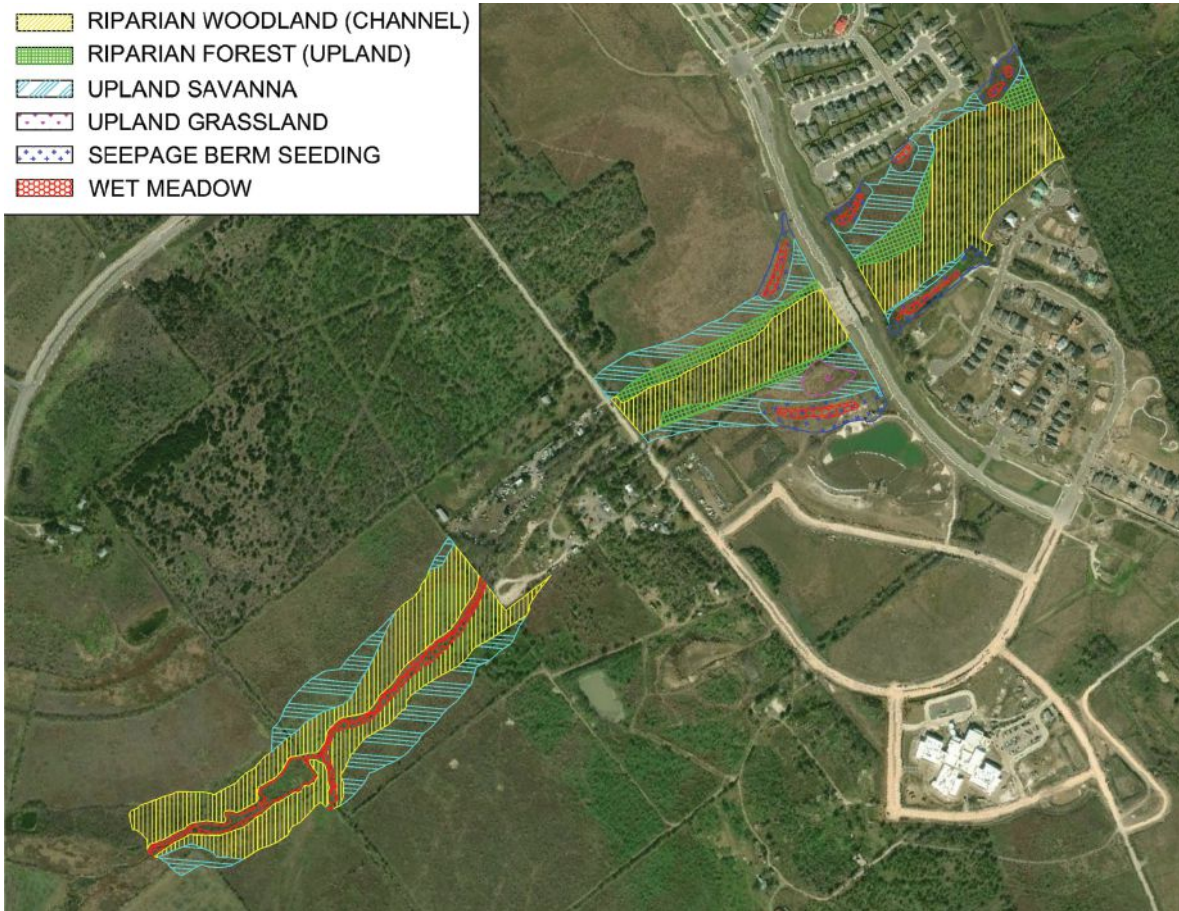 RIPARIAN WOODLAND (CHANNEL)
RIPARIAN FOREST (UPLAND)
UPLAND SAVANNA
UPLAND GRASSLAND
SEEPAGE BERM SEEDING
WET MEADOW